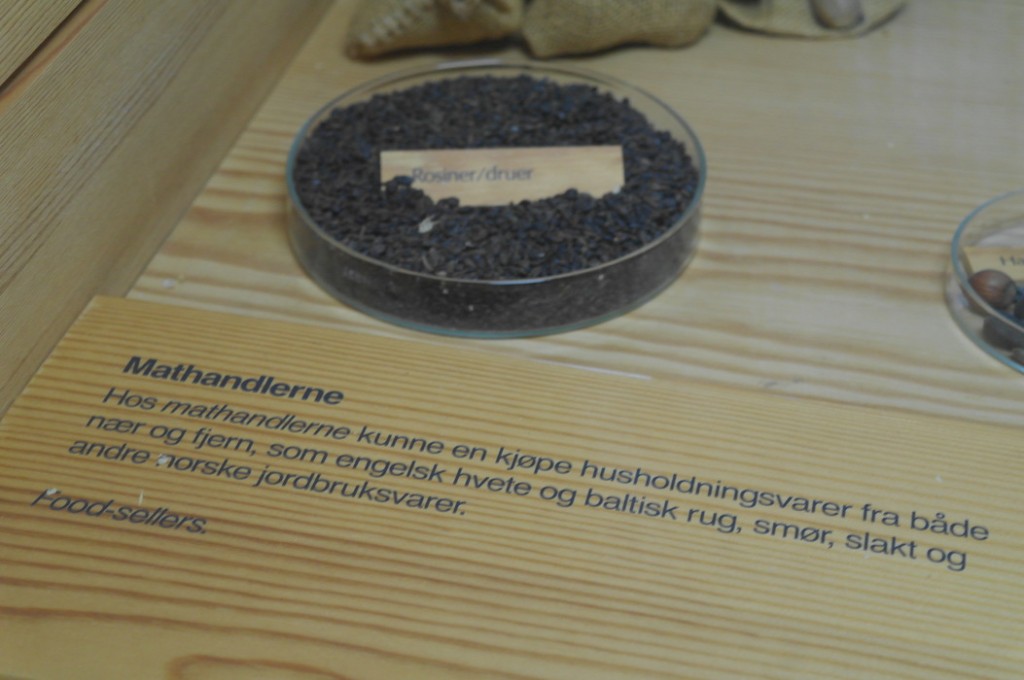 Rosiner/druer
Ha
Mathandlerne
Hos mathandlerne kunne en kjøpe husholdningsvarer fra både
nær og fjern, som engelsk hvete og baltisk rug, smør, slakt og
andre norske jordbruksvarer.
Food-sellers.